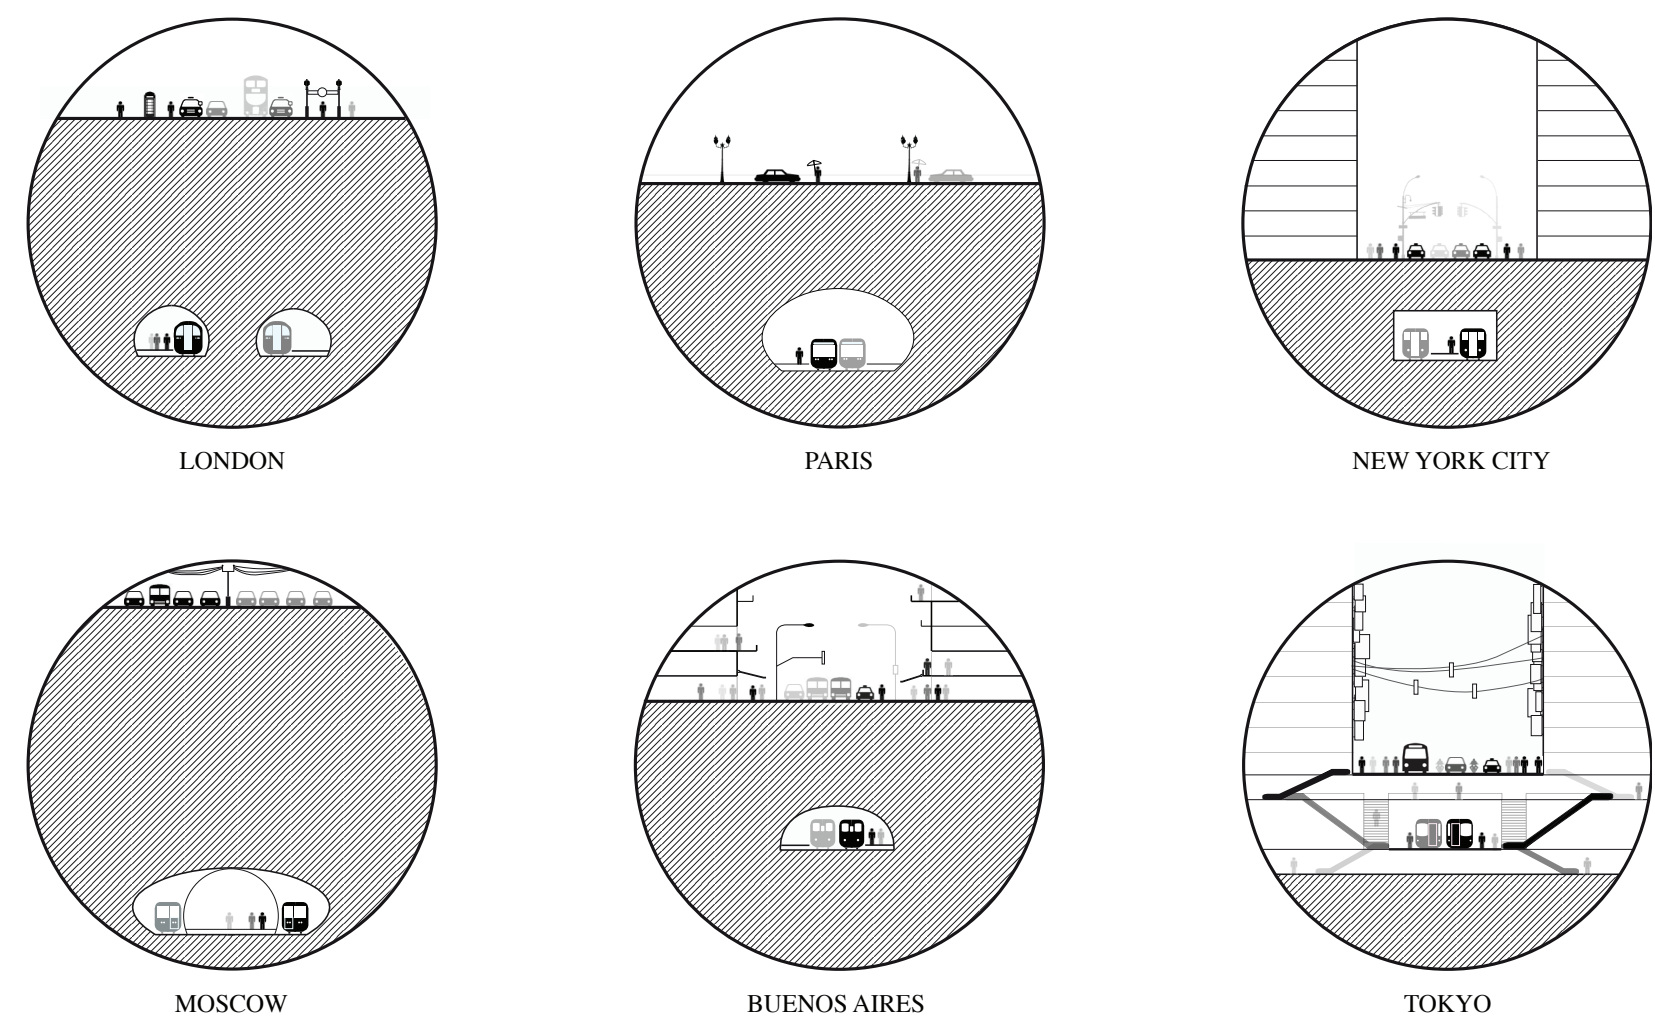 LONDON
PARIS
NEW YORK CITY
MOSCOW
BUENOS AIRES
TOKYO